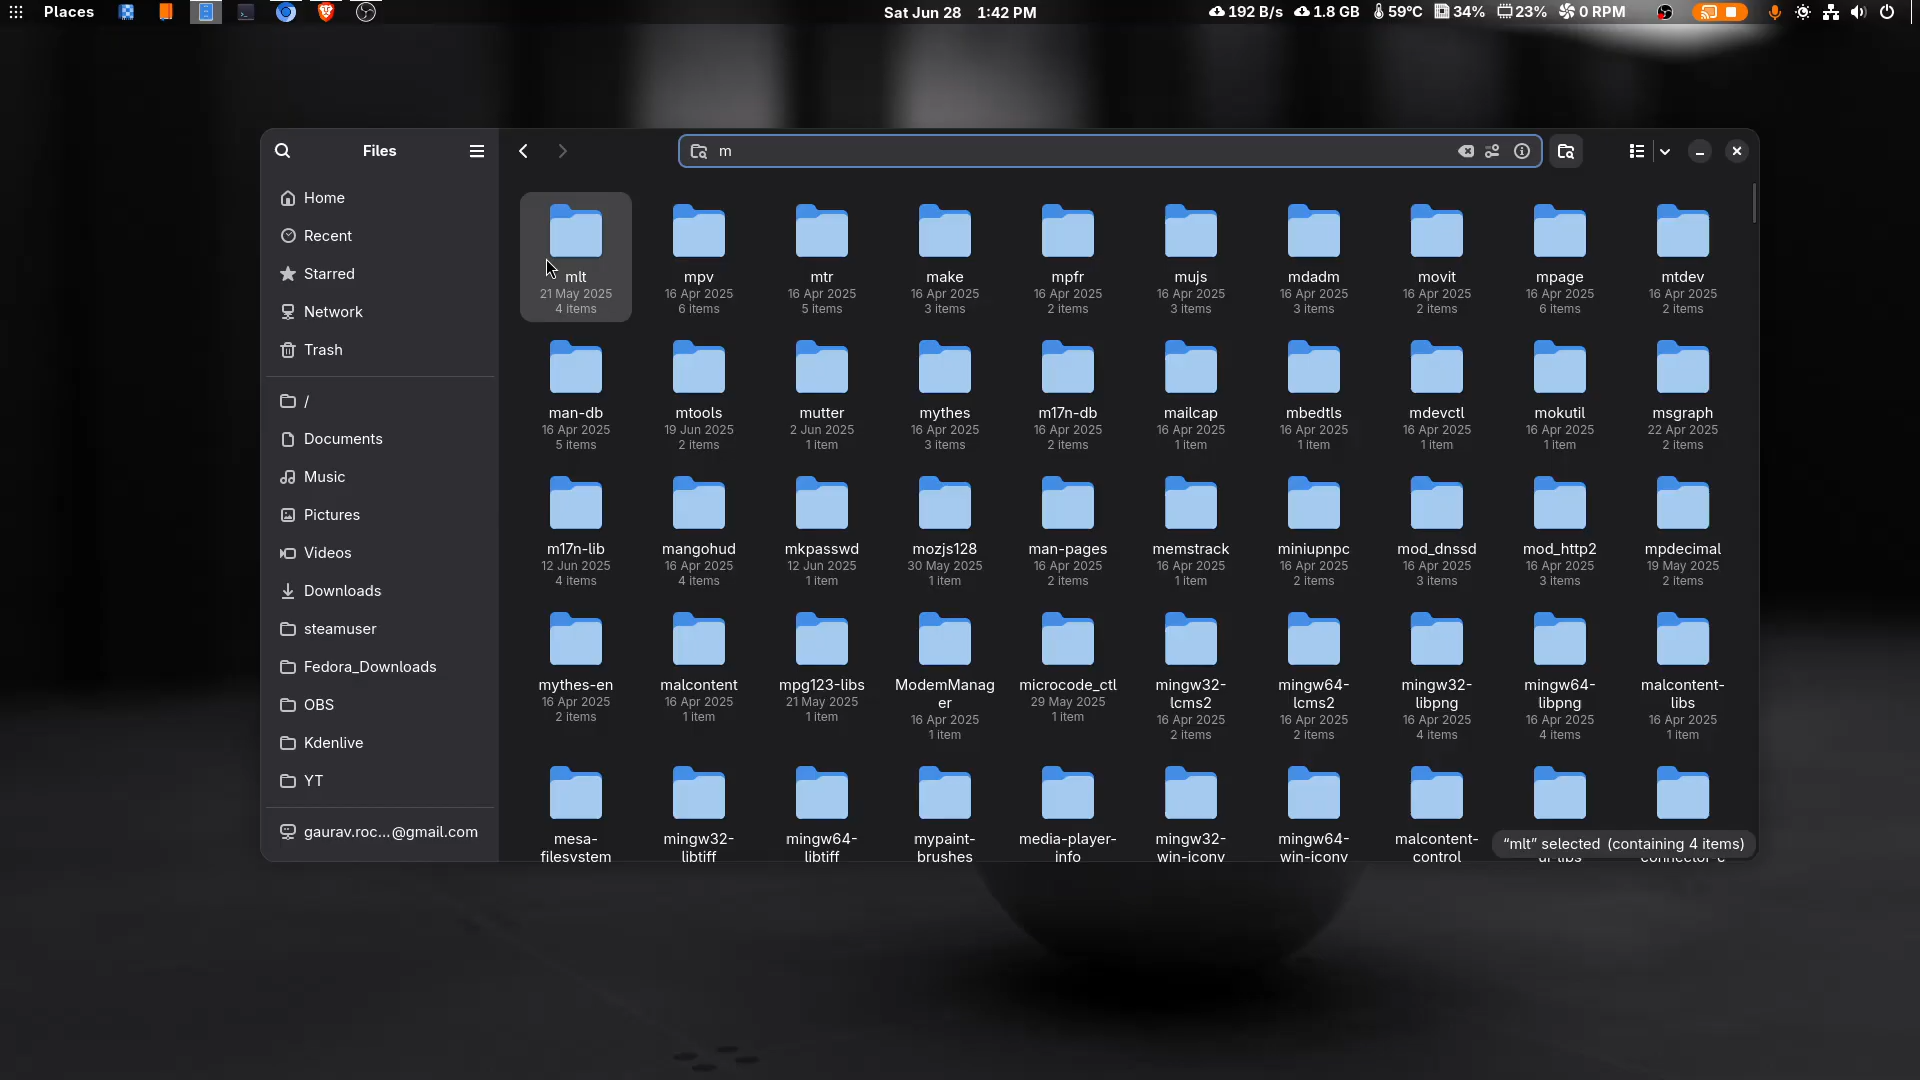 Places
Sat Jun 28 1:42 PM
192 B/s 1.8 GB 59°C 34% 23% 0 RPM
Files
m
Home
Recent
Starred
Network
Trash
/
Documents
Music
Pictures
Videos
Downloads
steamuser
Fedora_Downloads
OBS
Kdenlive
YT
gaurav.roc...@gmail.com
mlt
21 May 2025
4 items
mpv
16 Apr 2025
6 items
mtr
16 Apr 2025
5 items
make
16 Apr 2025
3 items
mpfr
16 Apr 2025
2 items
mujs
16 Apr 2025
3 items
mdadm
16 Apr 2025
3 items
movit
16 Apr 2025
2 items
mpage
16 Apr 2025
6 items
mtdev
16 Apr 2025
2 items
man-db
16 Apr 2025
5 items
mtools
19 Jun 2025
2 items
mutter
2 Jun 2025
1 item
mythes
16 Apr 2025
3 items
m17n-db
16 Apr 2025
2 items
mailcap
16 Apr 2025
1 item
mbedtls
16 Apr 2025
1 item
mdevctl
16 Apr 2025
1 item
mokutil
16 Apr 2025
1 item
msgraph
22 Apr 2025
2 items
m17n-lib
12 Jun 2025
4 items
mangohud
16 Apr 2025
4 items
mkpasswd
12 Jun 2025
1 item
mozjs128
30 May 2025
1 item
man-pages
16 Apr 2025
2 items
memstrack
16 Apr 2025
1 item
miniupnpc
16 Apr 2025
2 items
mod_dnssd
16 Apr 2025
3 items
mod_http2
16 Apr 2025
3 items
mpdecimal
19 May 2025
2 items
mythes-en
16 Apr 2025
2 items
malcontent
16 Apr 2025
1 item
mpg123-libs
21 May 2025
1 item
ModemManag
er
16 Apr 2025
1 item
microcode_ctl
29 May 2025
1 item
mingw32-
lcms2
16 Apr 2025
2 items
mingw64-
lcms2
16 Apr 2025
2 items
mingw32-
libpng
16 Apr 2025
4 items
mingw64-
libpng
16 Apr 2025
4 items
malcontent-
libs
16 Apr 2025
1 item
mesa-
filesystem
mingw32-
libtiff
mingw64-
libtiff
mypaint-
brushes
media-player-
info
mingw32-
win-iconv
mingw64-
win-iconv
malcontent-
control
“mlt” selected (containing 4 items)